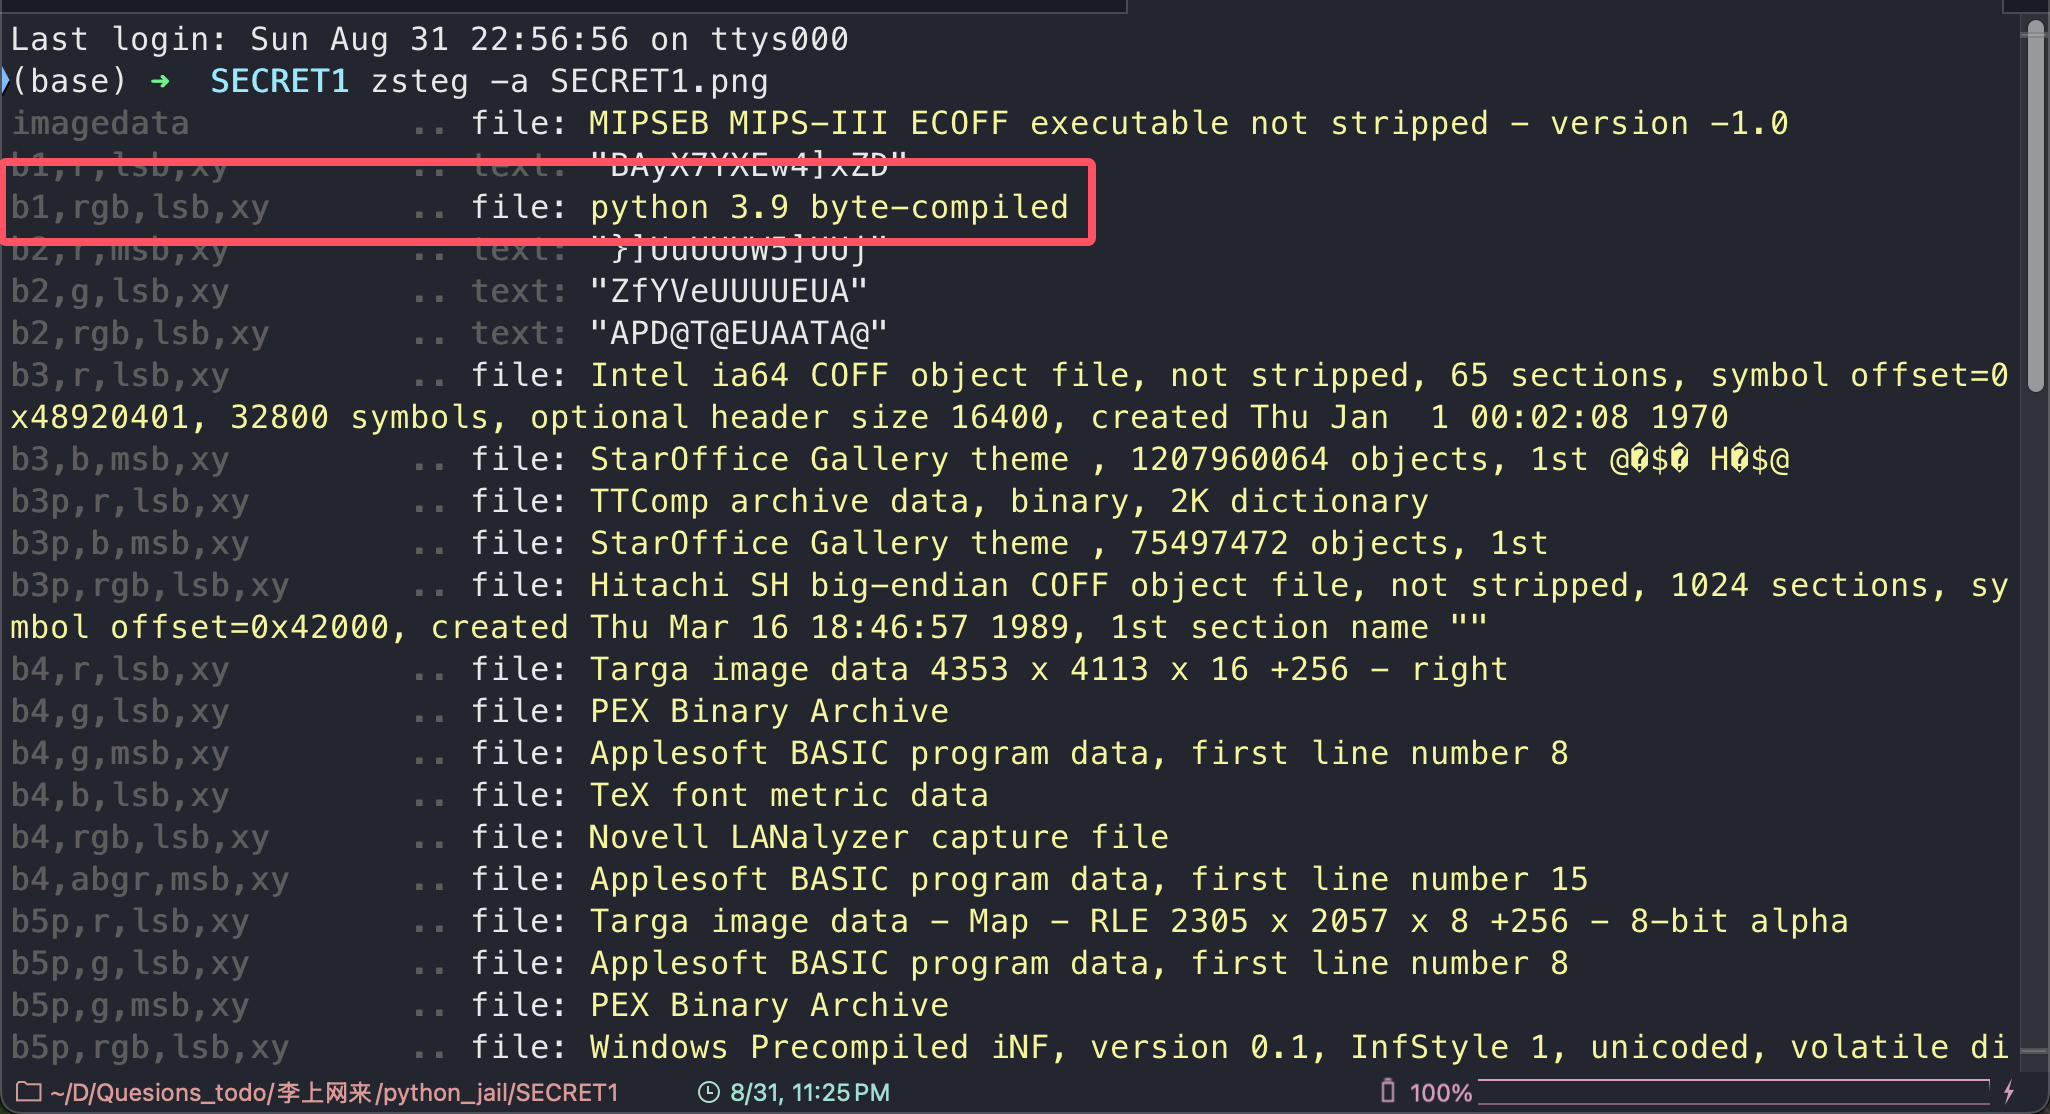 Last login: Sun Aug 31 22:56:56 on ttys000
(base) ➜  SECRET1 zsteg -a SECRET1.png
imagedata           .. file: MIPSEB MIPS-III ECOFF executable not stripped - version -1.0
b1,r,lsb,xy         .. text: "BAyX7YXEw4]xZD"
b1,rgb,lsb,xy       .. file: python 3.9 byte-compiled
b2,r,msb,xy         .. text: "}]UuUUUW5]UUj"
b2,g,lsb,xy         .. text: "ZfYVeUUUUEUA"
b2,rgb,lsb,xy       .. text: "APD@T@EUAATA@"
b3,r,lsb,xy         .. file: Intel ia64 COFF object file, not stripped, 65 sections, symbol offset=0
x48920401, 32800 symbols, optional header size 16400, created Thu Jan  1 00:02:08 1970
b3,b,msb,xy         .. file: StarOffice Gallery theme , 1207960064 objects, 1st @�$� H�$@
b3p,r,lsb,xy        .. file: TTComp archive data, binary, 2K dictionary
b3p,b,msb,xy        .. file: StarOffice Gallery theme , 75497472 objects, 1st
b3p,rgb,lsb,xy      .. file: Hitachi SH big-endian COFF object file, not stripped, 1024 sections, sy
mbol offset=0x42000, created Thu Mar 16 18:46:57 1989, 1st section name ""
b4,r,lsb,xy         .. file: Targa image data 4353 x 4113 x 16 +256 - right
b4,g,lsb,xy         .. file: PEX Binary Archive
b4,g,msb,xy         .. file: Applesoft BASIC program data, first line number 8
b4,b,lsb,xy         .. file: TeX font metric data
b4,rgb,lsb,xy       .. file: Novell LANalyzer capture file
b4,abgr,msb,xy      .. file: Applesoft BASIC program data, first line number 15
b5p,r,lsb,xy        .. file: Targa image data - Map - RLE 2305 x 2057 x 8 +256 - 8-bit alpha
b5p,g,lsb,xy        .. file: Applesoft BASIC program data, first line number 8
b5p,g,msb,xy        .. file: PEX Binary Archive
b5p,rgb,lsb,xy      .. file: Windows Precompiled iNF, version 0.1, InfStyle 1, unicoded, volatile di
~/D/Quesions_todo/李上网来/python_jail/SECRET1 8/31, 11:25 PM 100%